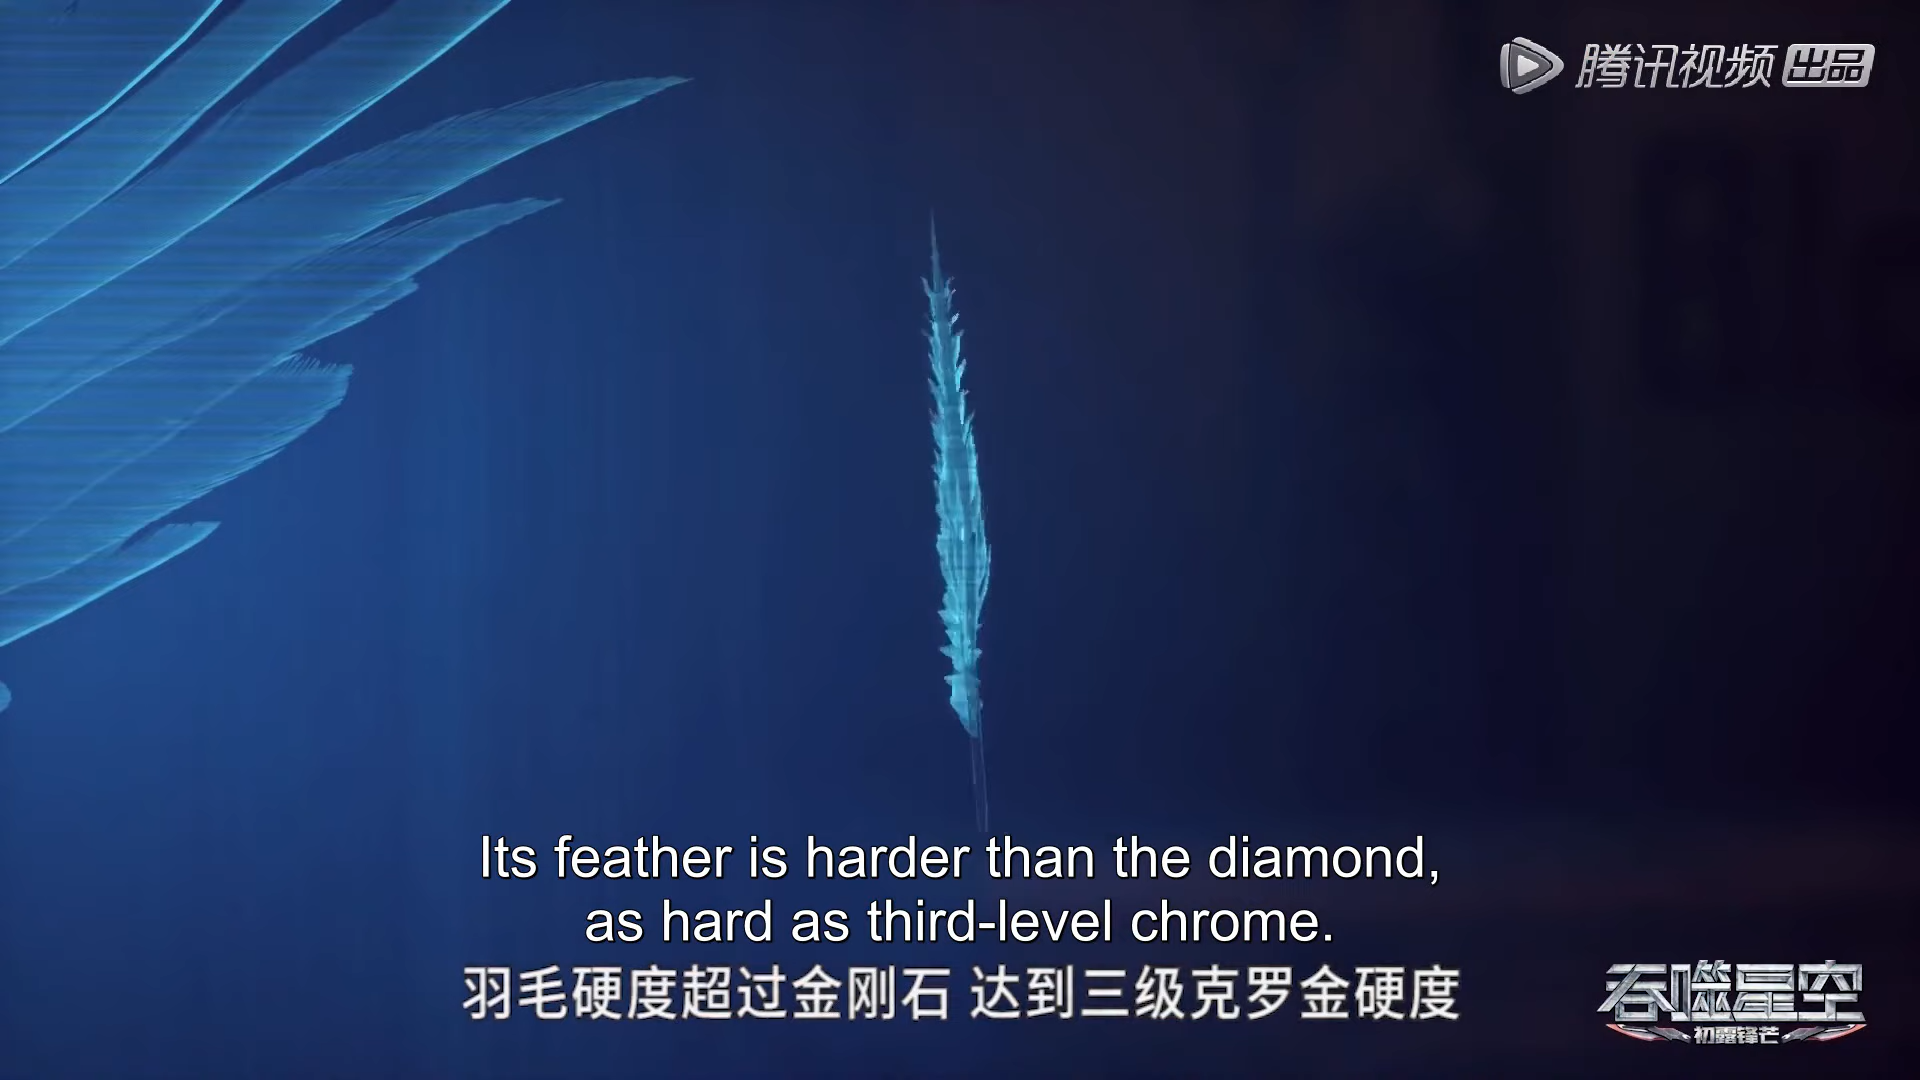 腾讯视频 出品
Its feather is harder than the diamond,
as hard as third-level chrome.
羽毛硬度超过金刚石 达到三级克罗金硬度
吞噬星空
初露锋芒